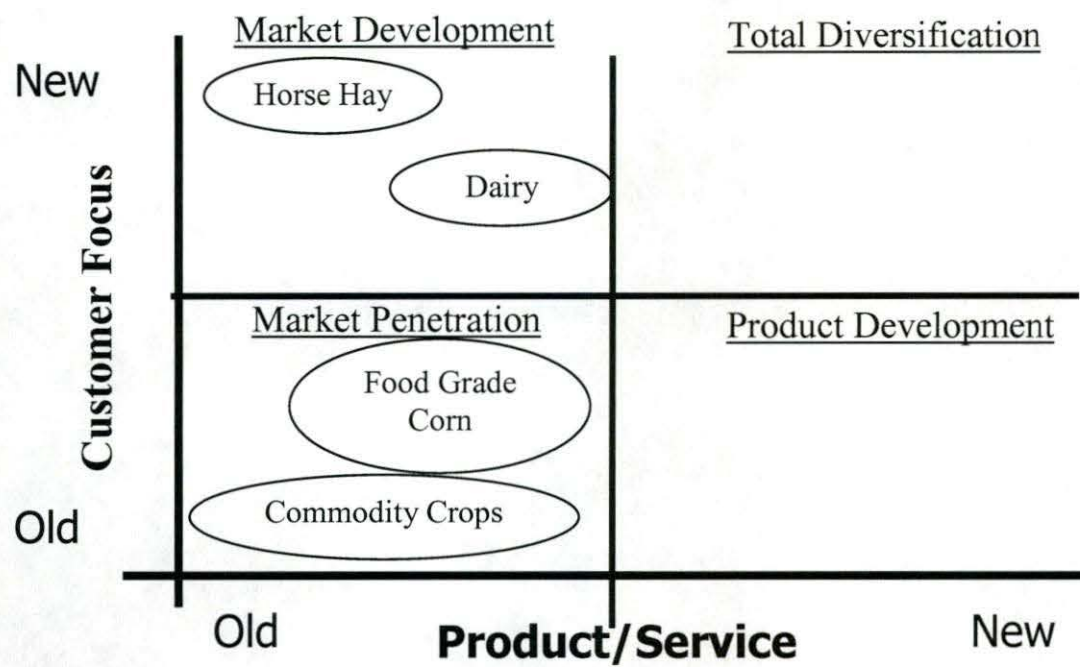 Market Development
Total Diversification
New
Horse Hay
Dairy
Customer Focus
Market Penetration
Product Development
Food Grade
Corn
Commodity Crops
Old
Old
Product/Service
New